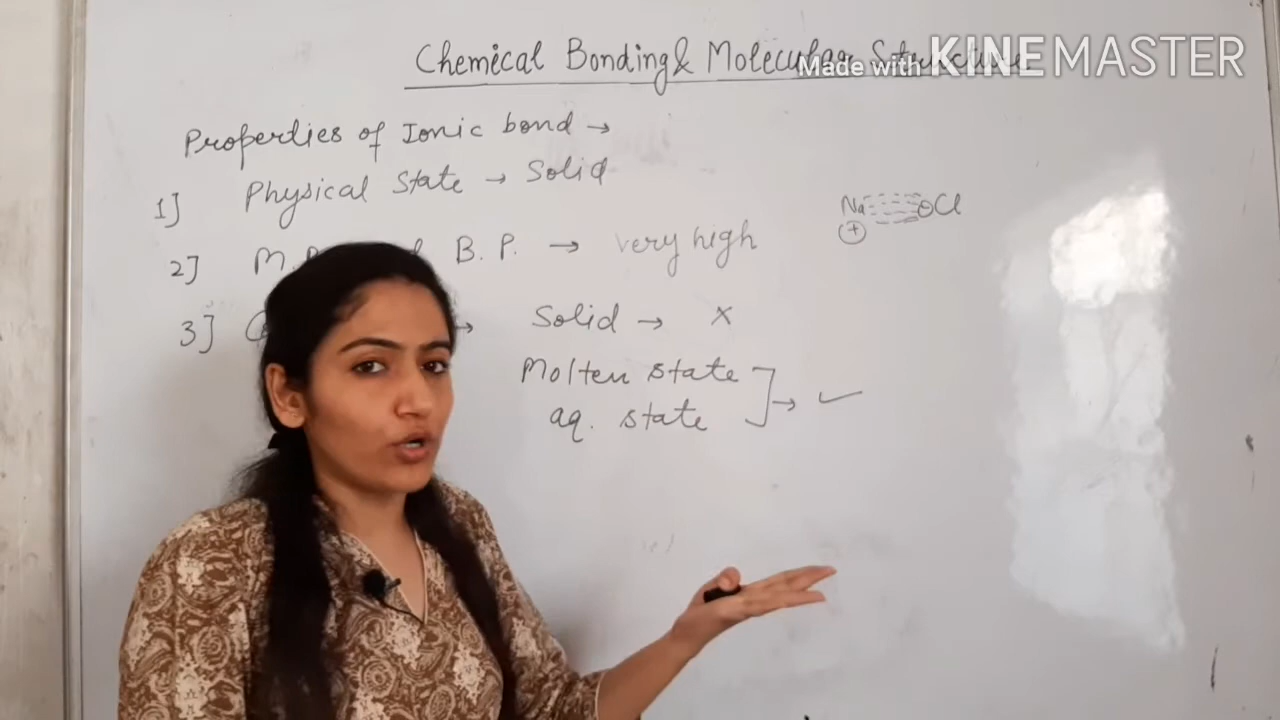 Chemical Bonding & Molecular Structure
Made with KINEMASTER
Properties of Ionic bond →
1] Physical State → Solid
Na ⊖Cl
⊕
2] B.P. → very high
3] → Solid → ×
Molten state
aq. state ] → ✓